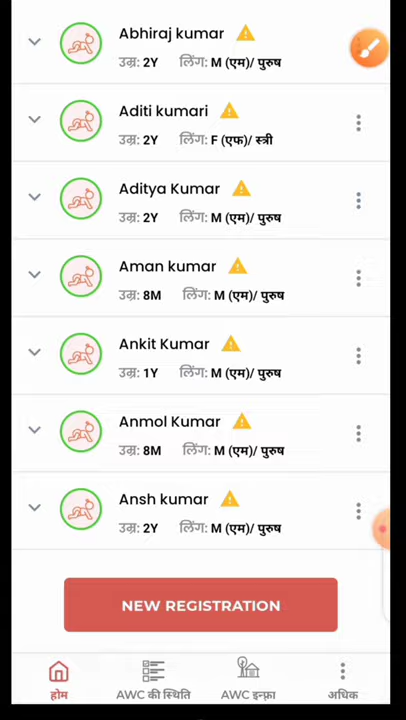 Abhiraj kumar
उम्र: 2Y लिंग: M (एम)/ पुरुष
Aditi kumari
उम्र: 2Y लिंग: F (एफ)/ स्त्री
Aditya Kumar
उम्र: 2Y लिंग: M (एम)/ पुरुष
Aman kumar
उम्र: 8M लिंग: M (एम)/ पुरुष
Ankit Kumar
उम्र: 1Y लिंग: M (एम)/ पुरुष
Anmol Kumar
उम्र: 8M लिंग: M (एम)/ पुरुष
Ansh kumar
उम्र: 2Y लिंग: M (एम)/ पुरुष
NEW REGISTRATION
होम AWC की स्थिति AWC इन्फ्रा अधिक